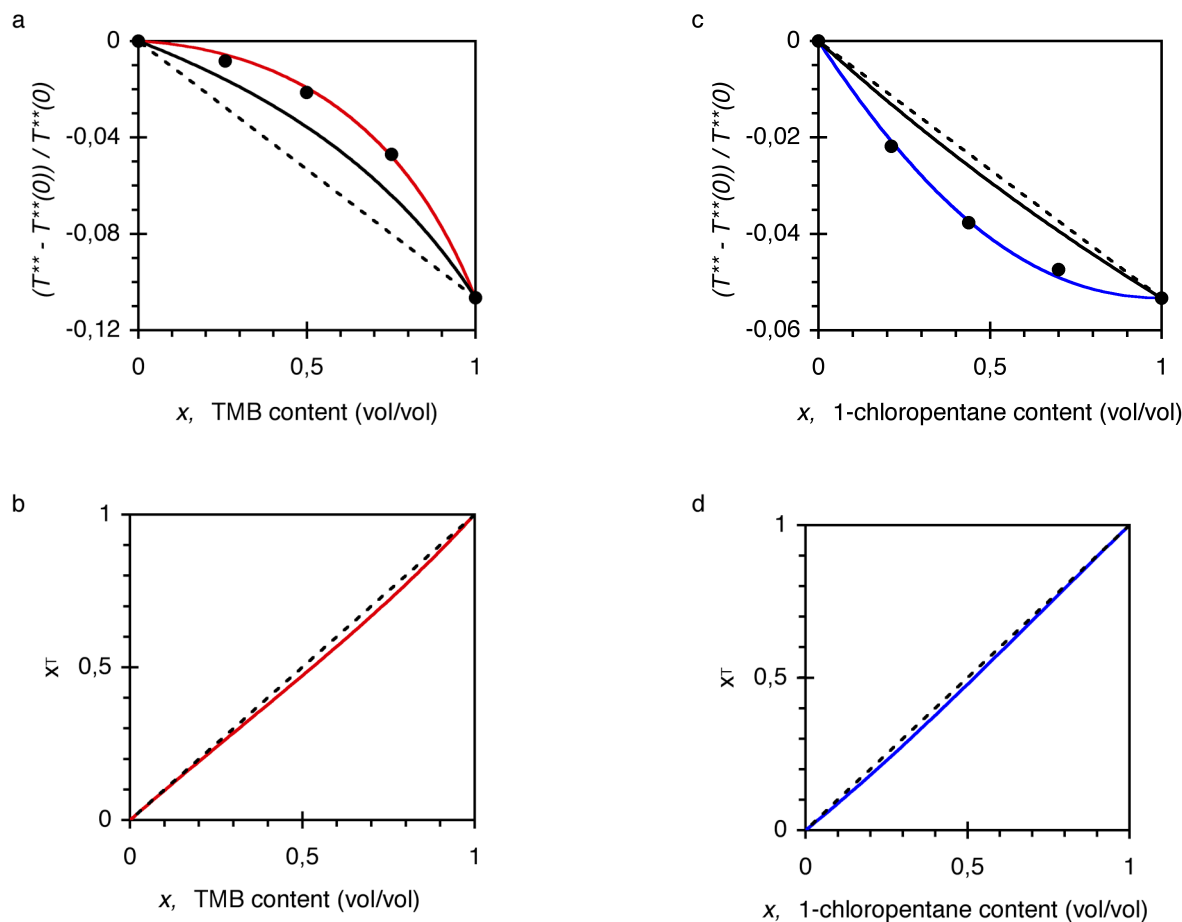 a
(T** - T**(0)) / T**(0)
0
-0,04
-0,08
-0,12
0
0,5
1
x, TMB content (vol/vol)
c
(T** - T**(0)) / T**(0)
0
-0,02
-0,04
-0,06
0
0,5
1
x, 1-chloropentane content (vol/vol)
b
xT
1
0,5
0
0
0,5
1
x, TMB content (vol/vol)
d
xT
1
0,5
0
0
0,5
1
x, 1-chloropentane content (vol/vol)